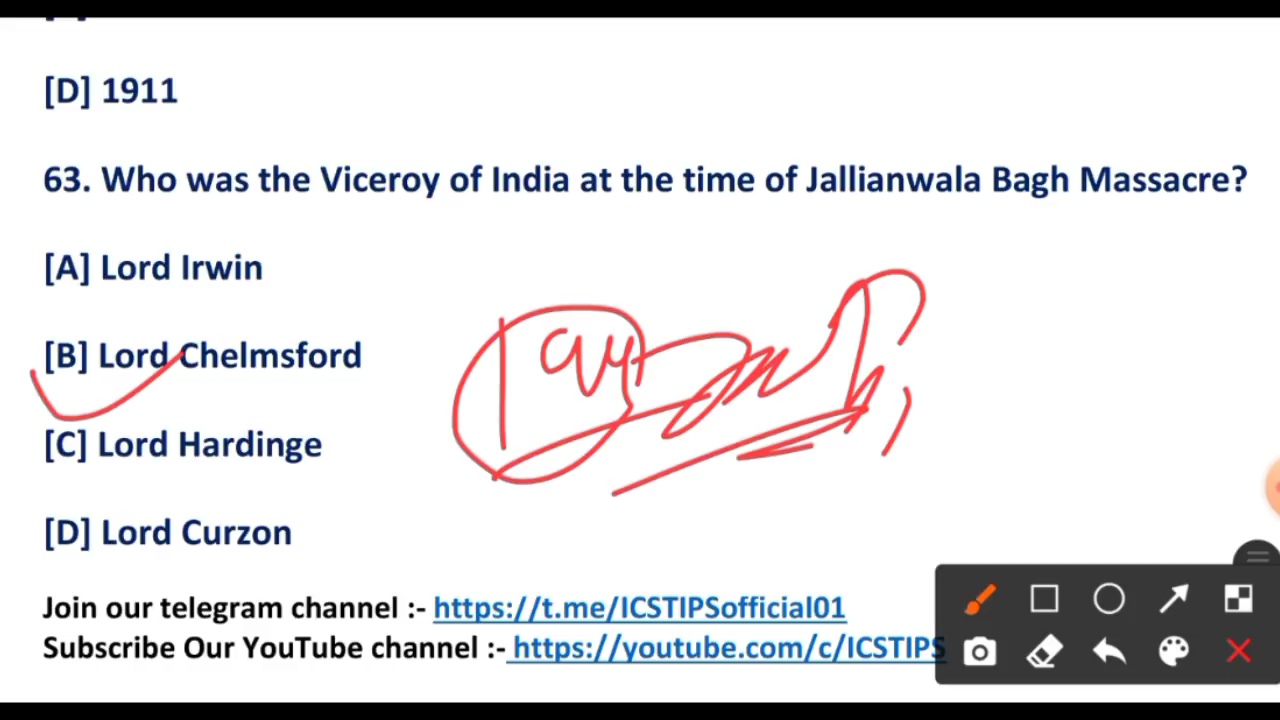 [D] 1911
63. Who was the Viceroy of India at the time of Jallianwala Bagh Massacre?
[A] Lord Irwin
[B] Lord Chelmsford
[C] Lord Hardinge
[D] Lord Curzon
Join our telegram channel :- https://t.me/ICSTIPSofficial01
Subscribe Our YouTube channel :- https://youtube.com/c/ICSTIPS